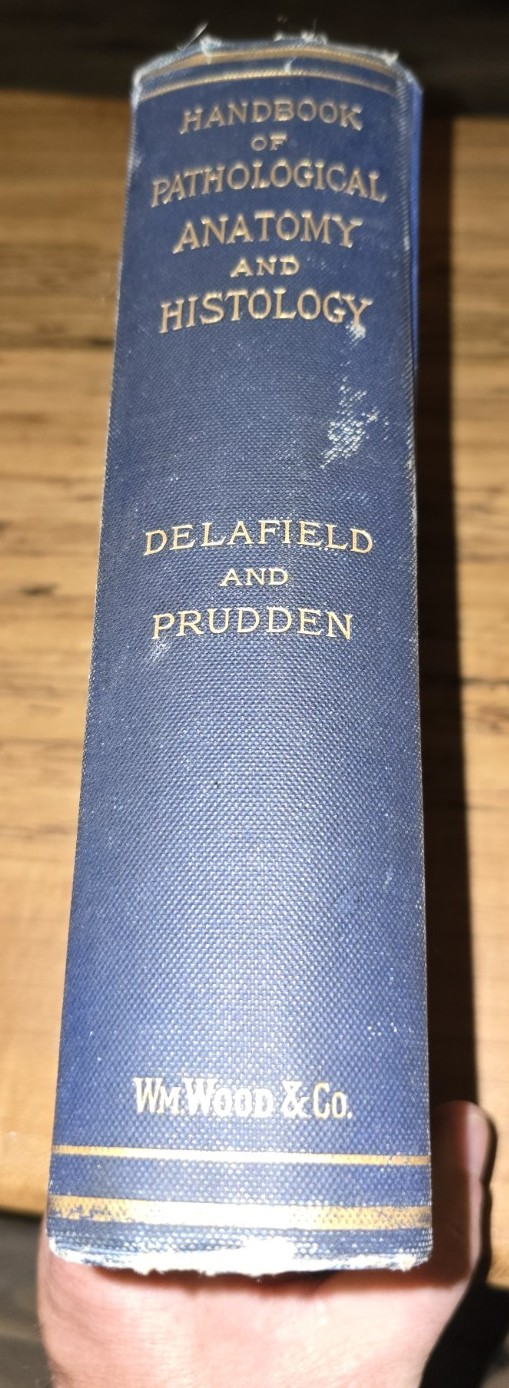 HANDBOOK
OF
PATHOLOGICAL
ANATOMY
AND
HISTOLOGY
DELAFIELD
AND
PRUDDEN
WM. WOOD & CO.